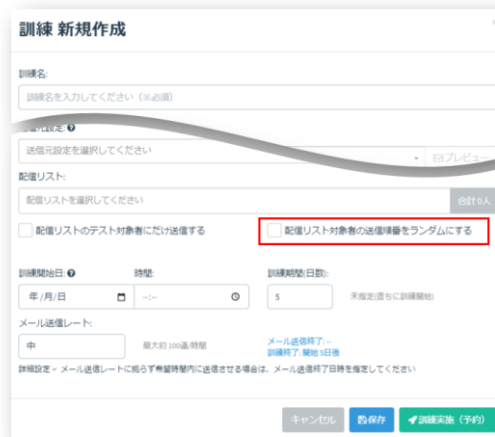 訓練 新規作成
訓練名:
訓練名を入力してください（※必須）
送信元設定を選択してください
プレビュー
配信リスト:
配信リストを選択してください
合計 0人
配信リストのテスト対象者にだけ送信する
配信リスト対象者の送信順番をランダムにする
訓練開始日: 時間: 訓練期間(日数):
年/月/日 --:-- 5 未指定(直ちに訓練開始)
メール送信レート:
中 最大約 100通/時間 メール送信終了: --
訓練終了: 開始 5日後
詳細設定 - メール送信レートに拠らず希望時間内に送信させる場合は、メール送信終了日時を指定してください
キャンセル 保存 訓練実施（予約）